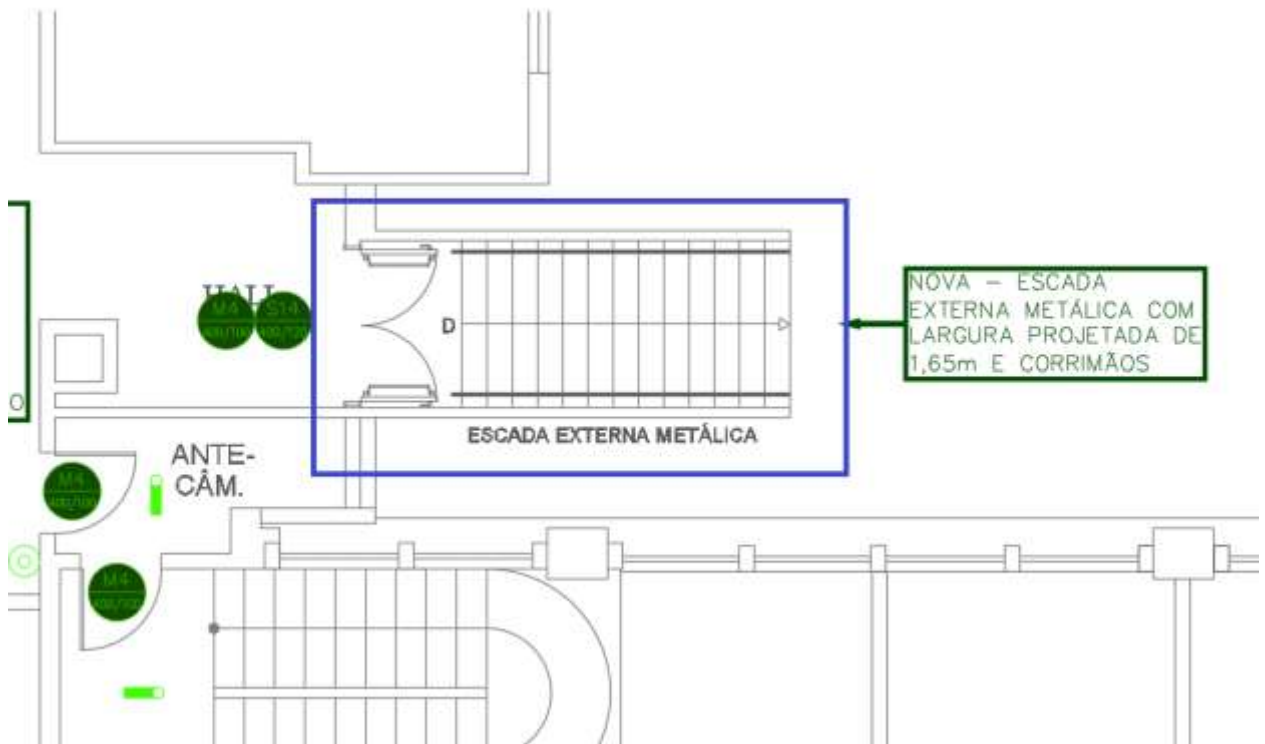 HALL
M4
S14
NOVA – ESCADA
EXTERNA METÁLICA COM
LARGURA PROJETADA DE
1,65m E CORRIMÃOS
D
O
ESCADA EXTERNA METÁLICA
ANTE-
CÂM.
M4
M4